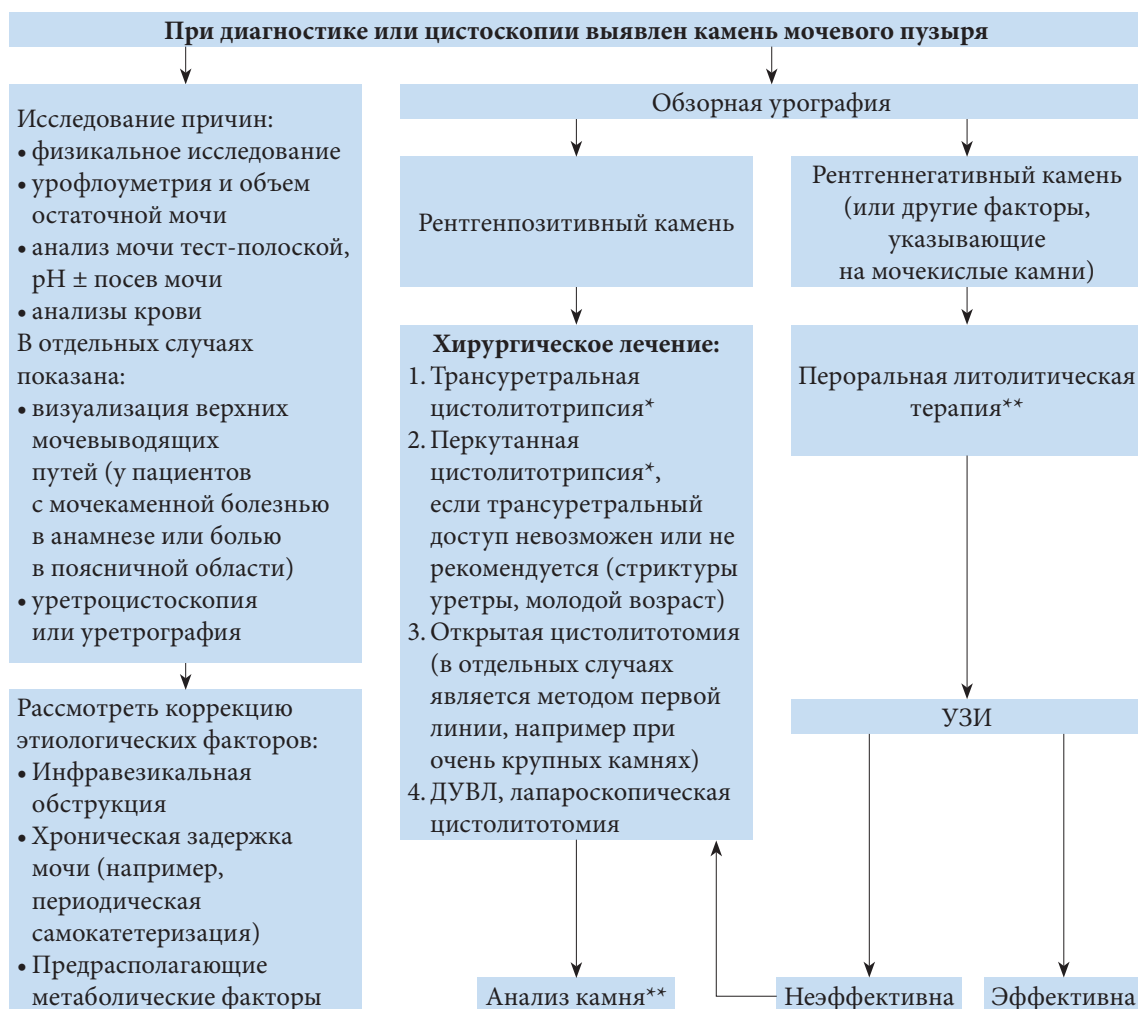 При диагностике или цистоскопии выявлен камень мочевого пузыря
Исследование причин:
• физикальное исследование
• урофлоуметрия и объем
остаточной мочи
• анализ мочи тест-полоской,
pH ± посев мочи
• анализы крови
В отдельных случаях
показана:
• визуализация верхних
мочевыводящих
путей (у пациентов
с мочекаменной болезнью
в анамнезе или болью
в поясничной области)
• уретроцистоскопия
или уретрография
Рассмотреть коррекцию
этиологических факторов:
• Инфравезикальная
обструкция
• Хроническая задержка
мочи (например,
периодическая
самокатетеризация)
• Предрасполагающие
метаболические факторы
Обзорная урография
Рентгенпозитивный камень
Хирургическое лечение:
1. Трансуретральная
цистолитотрипсия*
2. Перкутанная
цистолитотрипсия*,
если трансуретральный
доступ невозможен или не
рекомендуется (стриктуры
уретры, молодой возраст)
3. Открытая цистолитотомия
(в отдельных случаях
является методом первой
линии, например при
очень крупных камнях)
4. ДУВЛ, лапароскопическая
цистолитотомия
Анализ камня**
Рентгеннегативный камень
(или другие факторы,
указывающие
на мочекислые камни)
Пероральная литолитическая
терапия**
УЗИ
Неэффективна
Эффективна